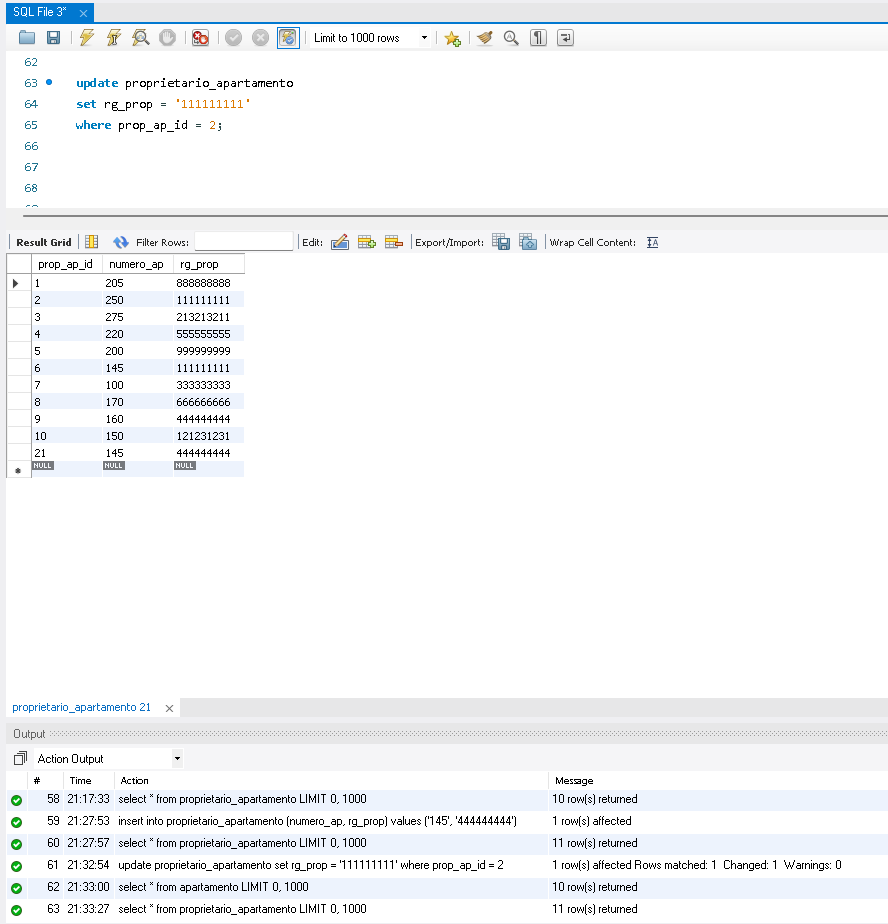 SQL File 3*
Limit to 1000 rows
62
63 update proprietario_apartamento
64 set rg_prop = '111111111'
65 where prop_ap_id = 2;
66
67
68
Result Grid Filter Rows: Edit: Export/Import: Wrap Cell Content:
prop_ap_id numero_ap rg_prop
1 205 888888888
2 250 111111111
3 275 213213211
4 220 555555555
5 200 999999999
6 145 111111111
7 100 333333333
8 170 666666666
9 160 444444444
10 150 121231231
21 145 444444444
NULL NULL NULL
proprietario_apartamento 21
Output
Action Output
# Time Action Message
58 21:17:33 select * from proprietario_apartamento LIMIT 0, 1000 10 row(s) returned
59 21:27:53 insert into proprietario_apartamento (numero_ap, rg_prop) values ('145', '444444444') 1 row(s) affected
60 21:27:57 select * from proprietario_apartamento LIMIT 0, 1000 11 row(s) returned
61 21:32:54 update proprietario_apartamento set rg_prop = '111111111' where prop_ap_id = 2 1 row(s) affected Rows matched: 1 Changed: 1 Warnings: 0
62 21:33:00 select * from apartamento LIMIT 0, 1000 10 row(s) returned
63 21:33:27 select * from proprietario_apartamento LIMIT 0, 1000 11 row(s) returned